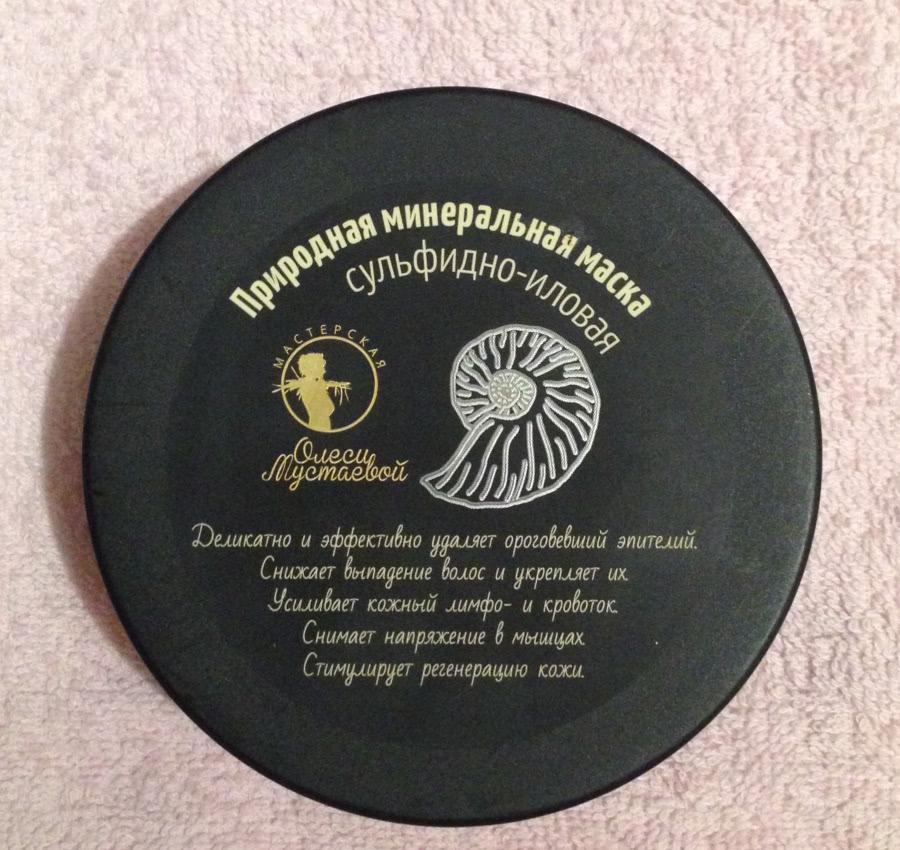 Природная минеральная маска
сульфидно-иловая
МАСТЕРСКАЯ
Олеси
Мустаевой
Деликатно и эффективно удаляет ороговевший эпителий.
Снижает выпадение волос и укрепляет их.
Усиливает кожный лимфо- и кровоток.
Снимает напряжение в мышцах.
Стимулирует регенерацию кожи.